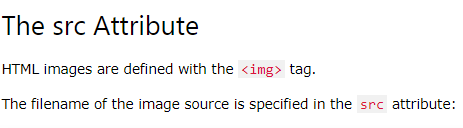 The src Attribute
HTML images are defined with the <img> tag.
The filename of the image source is specified in the src attribute: